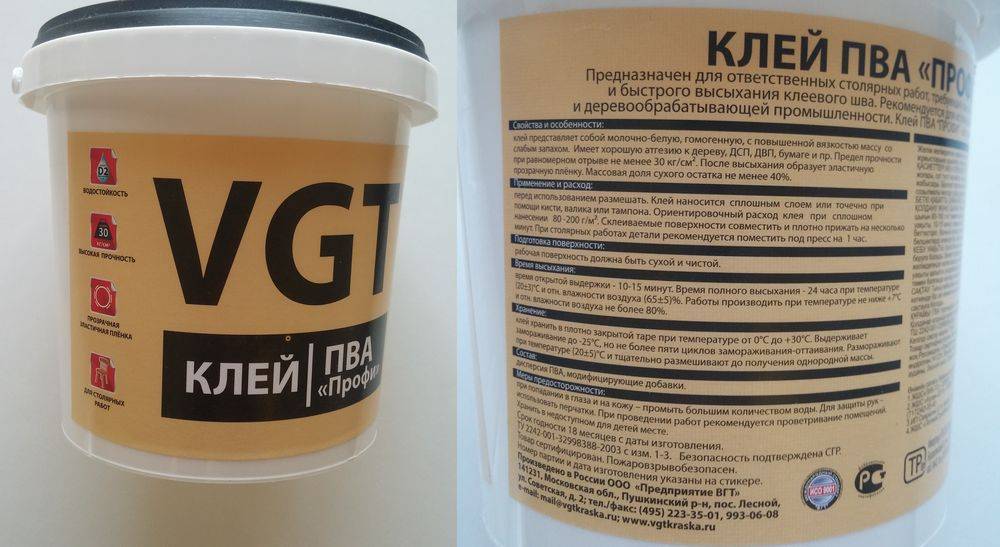 D2
ВОДОСТОЙКОСТЬ
30
КГ/СМ²
ВЫСОКАЯ ПРОЧНОСТЬ
ПРОЗРАЧНАЯ
ЭЛАСТИЧНАЯ ПЛЁНКА
ДЛЯ СТОЛЯРНЫХ
РАБОТ
VGT
КЛЕЙ
ПВА
«Профи»
КЛЕЙ ПВА «ПРОФ
Предназначен для ответственных столярных работ,
и быстрого высыхания клеевого шва. Рекомендуется для
и деревообрабатывающей промышленности. Клей ПВА
Свойства и особенности:
клей представляет собой молочно-белую, гомогенную, с повышенной вязкостью массу со
слабым запахом. Имеет хорошую адгезию к дереву, ДСП, ДВП, бумаге и пр. Предел прочности
при равномерном отрыве не менее 30 кг/см². После высыхания образует эластичную
прозрачную плёнку. Массовая доля сухого остатка не менее 40%.
Применение и расход:
перед использованием размешать. Клей наносится сплошным слоем или точечно при
помощи кисти, валика или тампона. Ориентировочный расход клея при сплошном
нанесении 80-200 г/м². Склеиваемые поверхности совместить и плотно прижать на несколько
минут. При столярных работах детали рекомендуется поместить под пресс на 1 час.
Подготовка поверхности:
рабочая поверхность должна быть сухой и чистой.
Время высыхания:
время открытой выдержки - 10-15 минут. Время полного высыхания - 24 часа при температуре
(20±3)°С и отн. влажности воздуха (65±5)%. Работы производить при температуре не ниже +7°С
и отн. влажности воздуха не более 80%.
Хранение:
клей хранить в плотно закрытой таре при температуре от 0°С до +30°С. Выдерживает
замораживание до -25°С, но не более пяти циклов замораживания-оттаивания. Размораживают
при температуре (20±5)°С и тщательно размешивают до получения однородной массы.
Состав:
дисперсия ПВА, модифицирующие добавки.
Меры предосторожности:
при попадании в глаза и на кожу – промыть большим количеством воды. Для защиты рук –
использовать перчатки. При проведении работ рекомендуется проветривание помещений.
Хранить в недоступном для детей месте.
Срок годности 18 месяцев с даты изготовления.
ТУ 2242-001-32998388-2003 с изм. 1-3. Безопасность подтверждена СГР.
Товар сертифицирован. Пожаровзрывобезопасен.
Номер партии и дата изготовления указаны на стикере.
Произведено в России ООО «Предприятие ВГТ»
141231, Московская обл., Пушкинский р-н, пос. Лесной,
ул. Советская, д. 2; тел./факс: (495) 223-35-01, 993-06-08
e-mail: mail@vgtkraska.ru; www.vgtkraska.ru
ИСО 9001